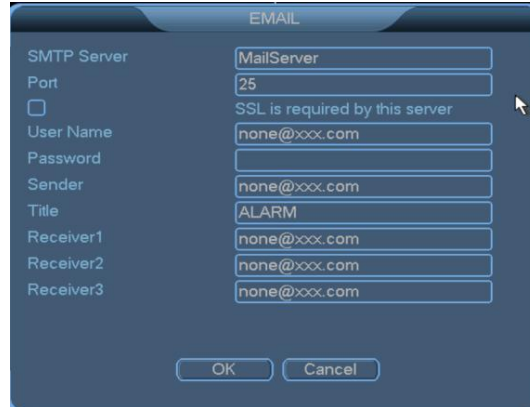 EMAIL
SMTP Server MailServer
Port 25
SSL is required by this server
User Name none@xxx.com
Password
Sender none@xxx.com
Title ALARM
Receiver1 none@xxx.com
Receiver2 none@xxx.com
Receiver3 none@xxx.com
OK Cancel